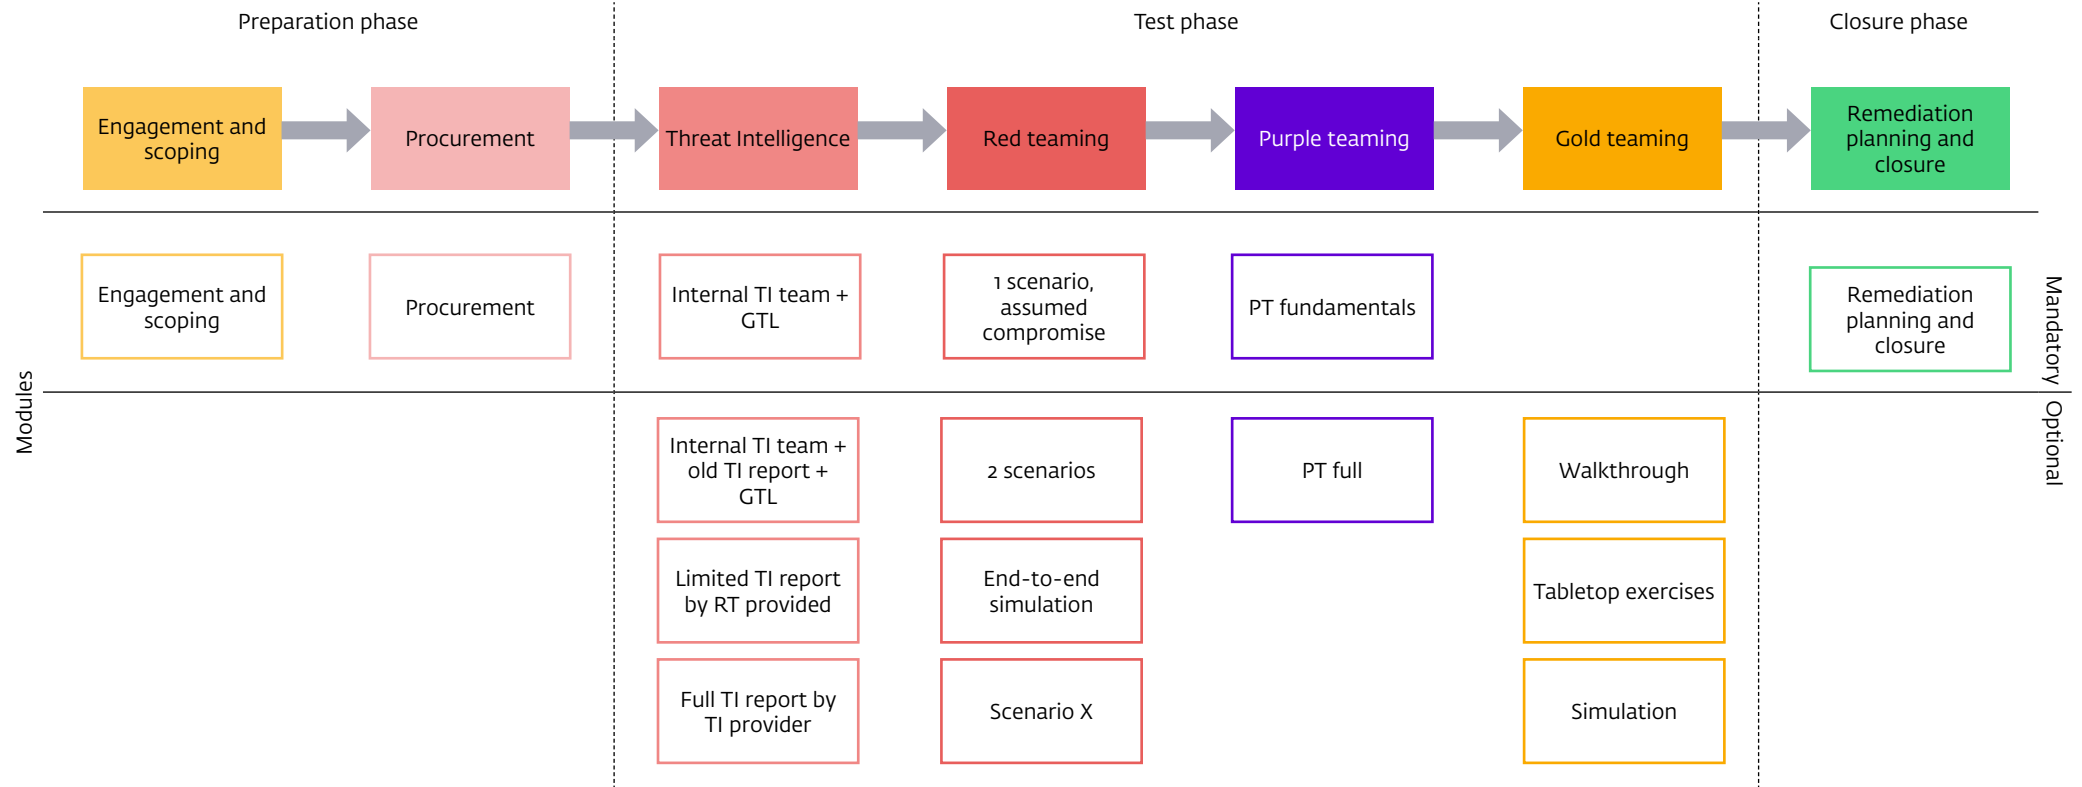 Preparation phase
Test phase
Closure phase
Engagement and
scoping
Procurement
Threat Intelligence
Red teaming
Purple teaming
Gold teaming
Remediation
planning and
closure
Modules
Mandatory
Engagement and
scoping
Procurement
Internal TI team +
GTL
1 scenario,
assumed
compromise
PT fundamentals
Remediation
planning and
closure
Optional
Internal TI team +
old TI report +
GTL
2 scenarios
PT full
Walkthrough
Limited TI report
by RT provided
End-to-end
simulation
Tabletop exercises
Full TI report by
TI provider
Scenario X
Simulation